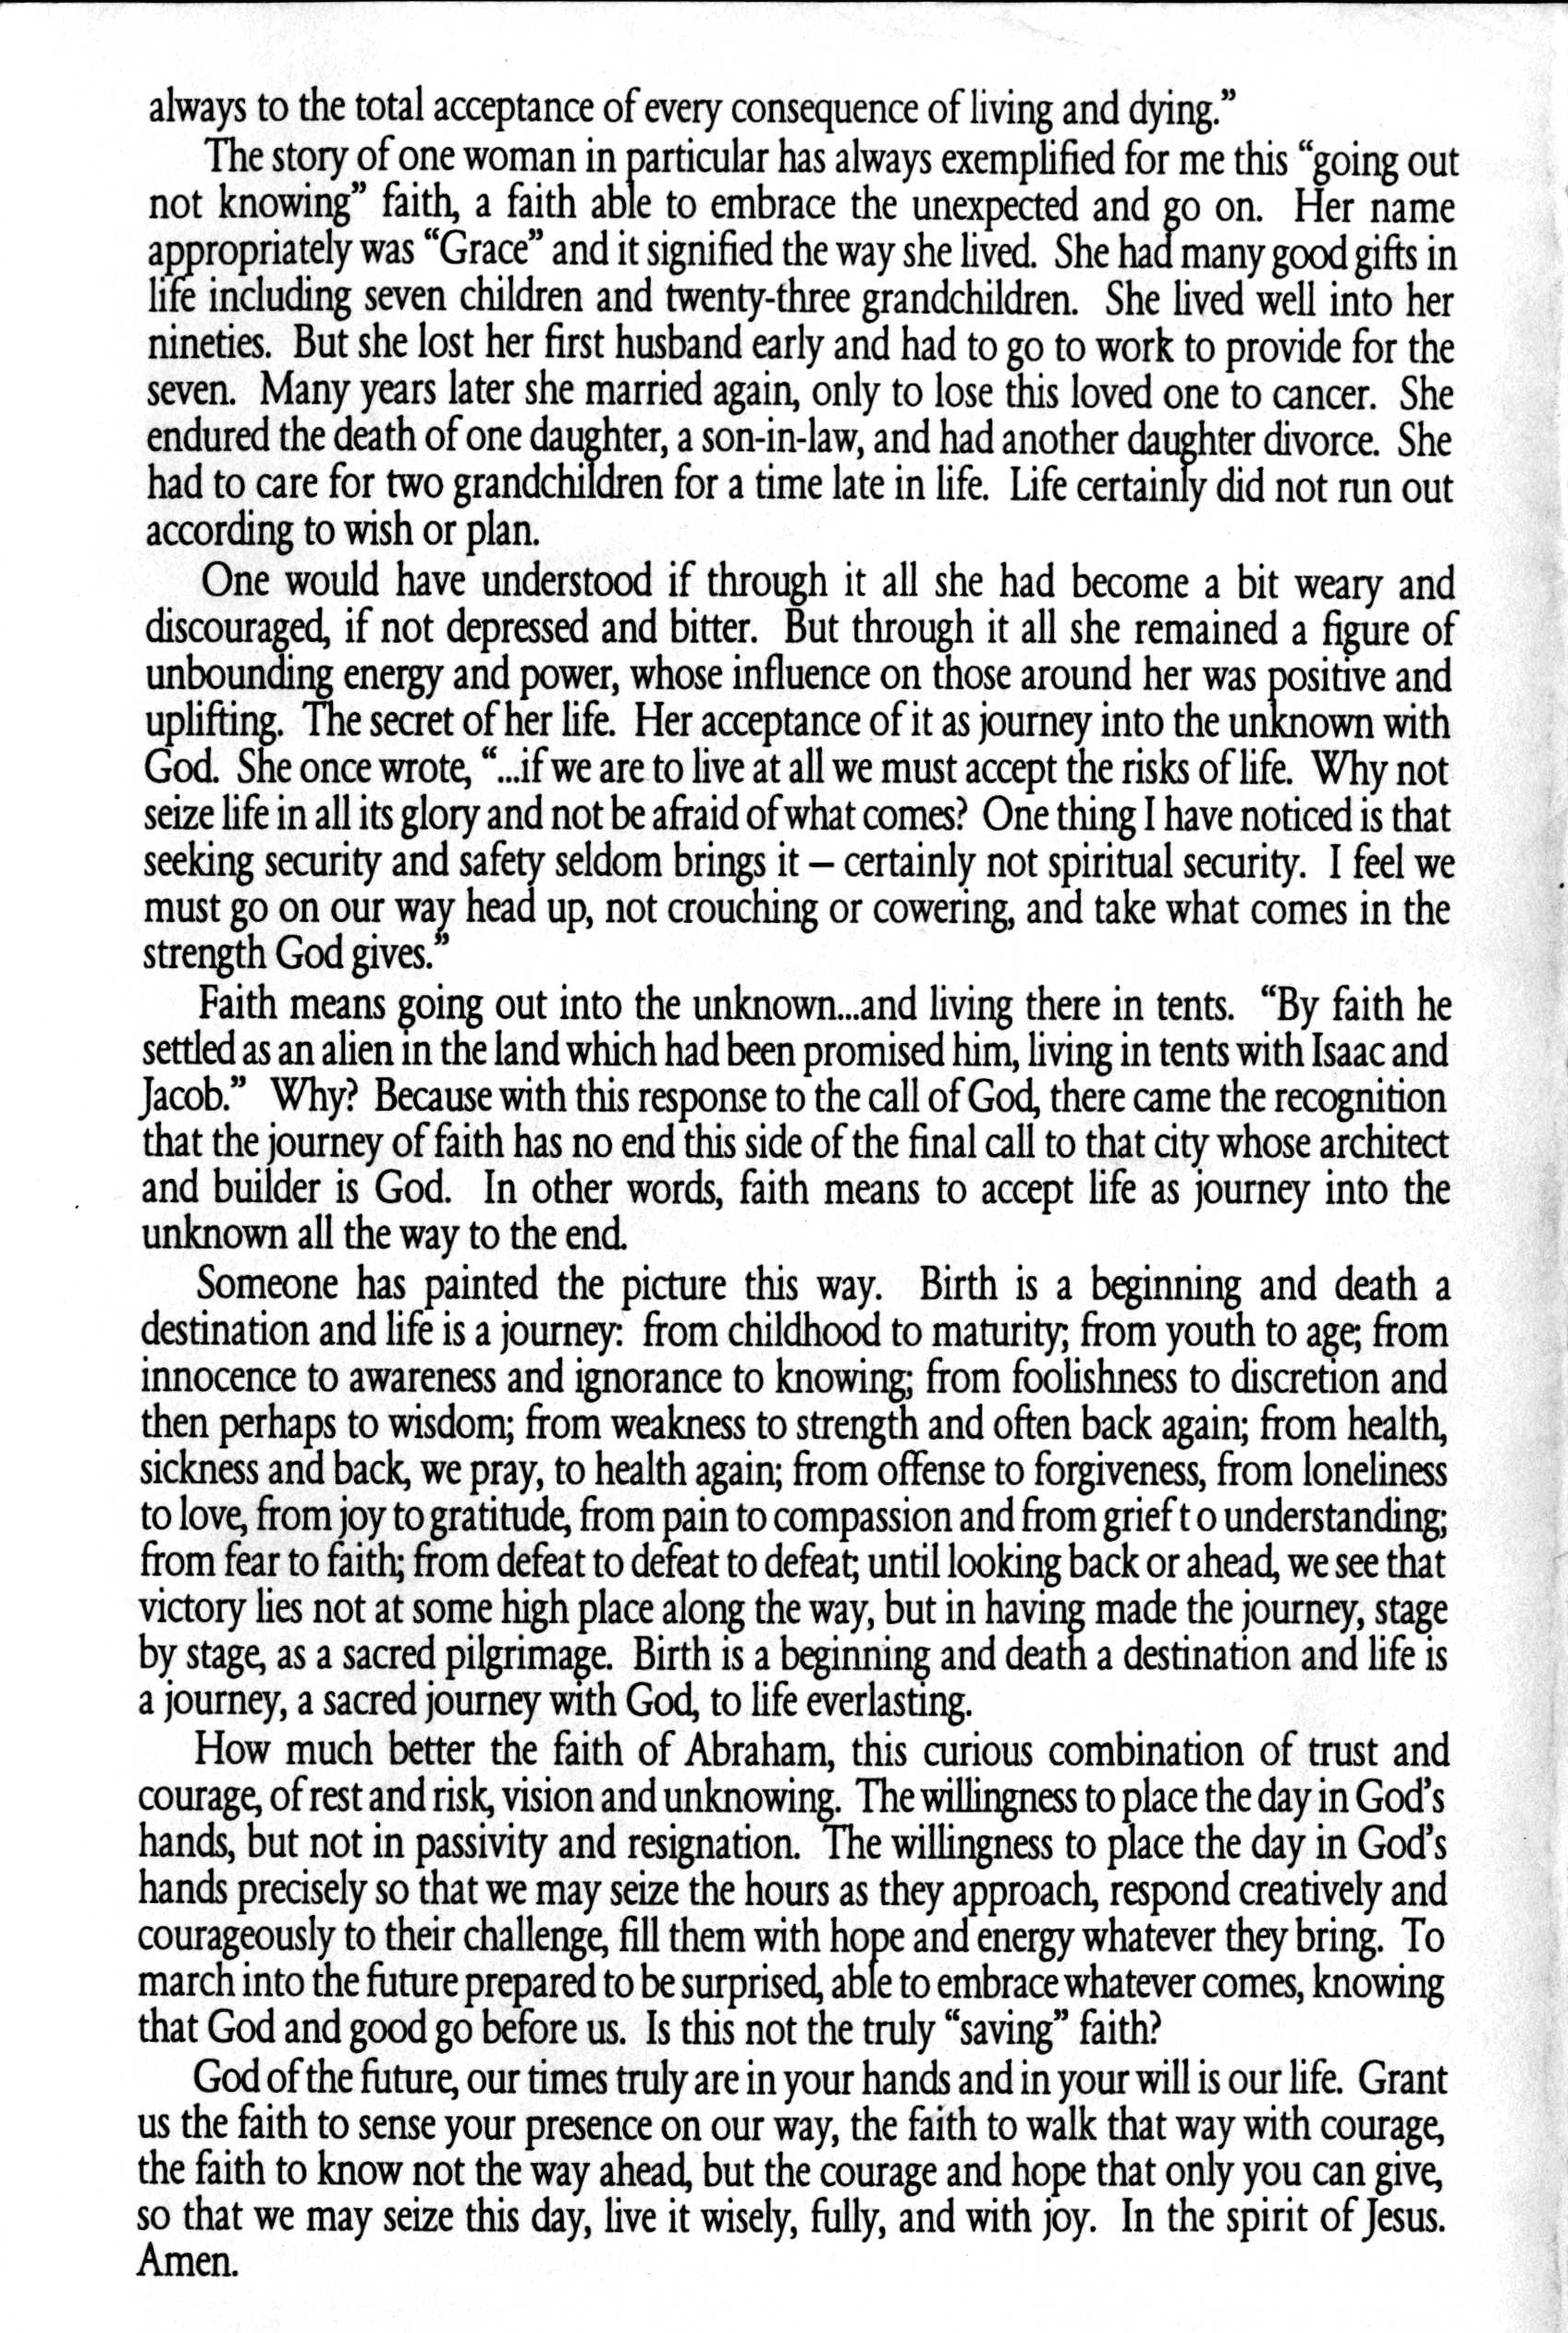 always to the total acceptance of every consequence of living and dying.”
The story of one woman in particular has always exemplified for me this “going out
not knowing” faith, a faith able to embrace the unexpected and go on. Her name
appropriately was “Grace” and it signified the way she lived. She had many good gifts in
life including seven children and twenty-three grandchildren. She lived well into her
nineties. But she lost her first husband early and had to go to work to provide for the
seven. Many years later she married again, only to lose this loved one to cancer. She
endured the death of one daughter, a son-in-law, and had another daughter divorce. She
had to care for two grandchildren for a time late in life. Life certainly did not run out
according to wish or plan.
One would have understood if through it all she had become a bit weary and
discouraged, if not depressed and bitter. But through it all she remained a figure of
unbounding energy and power, whose influence on those around her was positive and
uplifting. The secret of her life. Her acceptance of it as journey into the unknown with
God. She once wrote, “...if we are to live at all we must accept the risks of life. Why not
seize life in all its glory and not be afraid of what comes? One thing I have noticed is that
seeking security and safety seldom brings it – certainly not spiritual security. I feel we
must go on our way head up, not crouching or cowering, and take what comes in the
strength God gives.”
Faith means going out into the unknown...and living there in tents. “By faith he
settled as an alien in the land which had been promised him, living in tents with Isaac and
Jacob.” Why? Because with this response to the call of God, there came the recognition
that the journey of faith has no end this side of the final call to that city whose architect
and builder is God. In other words, faith means to accept life as journey into the
unknown all the way to the end.
Someone has painted the picture this way. Birth is a beginning and death a
destination and life is a journey: from childhood to maturity; from youth to age; from
innocence to awareness and ignorance to knowing; from foolishness to discretion and
then perhaps to wisdom; from weakness to strength and often back again; from health,
sickness and back, we pray, to health again; from offense to forgiveness, from loneliness
to love, from joy to gratitude, from pain to compassion and from grief t o understanding;
from fear to faith; from defeat to defeat to defeat; until looking back or ahead, we see that
victory lies not at some high place along the way, but in having made the journey, stage
by stage, as a sacred pilgrimage. Birth is a beginning and death a destination and life is
a journey, a sacred journey with God, to life everlasting.
How much better the faith of Abraham, this curious combination of trust and
courage, of rest and risk, vision and unknowing. The willingness to place the day in God’s
hands, but not in passivity and resignation. The willingness to place the day in God’s
hands precisely so that we may seize the hours as they approach, respond creatively and
courageously to their challenge, fill them with hope and energy whatever they bring. To
march into the future prepared to be surprised, able to embrace whatever comes, knowing
that God and good go before us. Is this not the truly “saving” faith?
God of the future, our times truly are in your hands and in your will is our life. Grant
us the faith to sense your presence on our way, the faith to walk that way with courage,
the faith to know not the way ahead, but the courage and hope that only you can give,
so that we may seize this day, live it wisely, fully, and with joy. In the spirit of Jesus.
Amen.